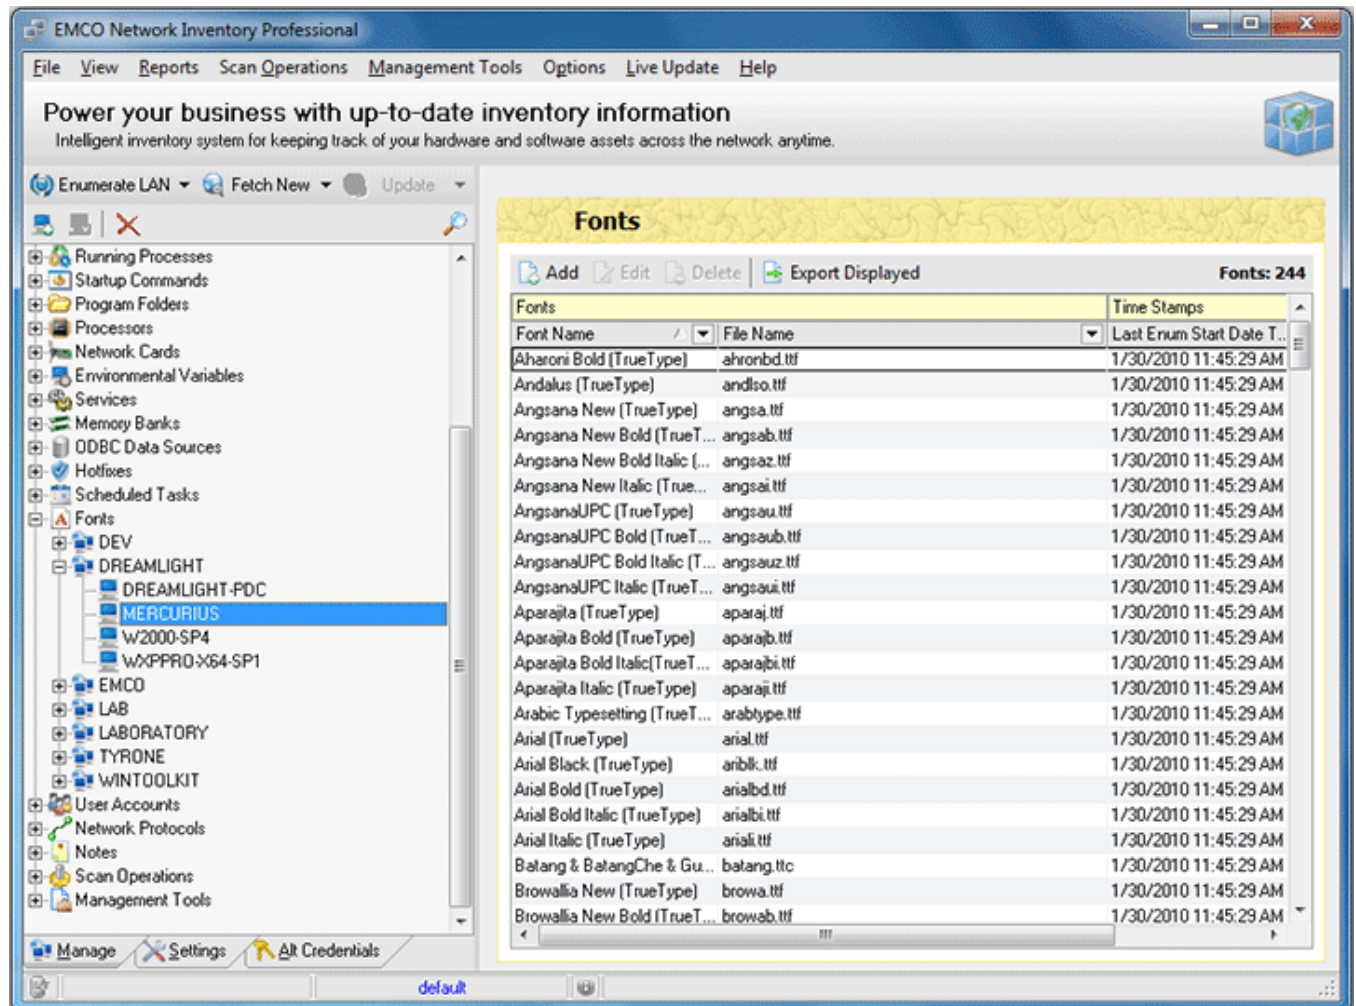 EMCO Network Inventory Professional
File View Reports Scan Operations Management Tools Options Live Update Help
Power your business with up-to-date inventory information
Intelligent inventory system for keeping track of your hardware and software assets across the network anytime.
Enumerate LAN Fetch New Update
Running Processes
Startup Commands
Program Folders
Processors
Network Cards
Environmental Variables
Services
Memory Banks
ODBC Data Sources
Hotfixes
Scheduled Tasks
Fonts
DEV
DREAMLIGHT
DREAMLIGHT-PDC
MERCURIUS
W2000-SP4
WXPPRO-X64-SP1
EMCO
LAB
LABORATORY
TYRONE
WINTOOLKIT
User Accounts
Network Protocols
Notes
Scan Operations
Management Tools
Manage Settings Alt Credentials
default
Fonts
Add Edit Delete Export Displayed Fonts: 244
Fonts Time Stamps
Font Name File Name Last Enum Start Date T...
Aharoni Bold (TrueType) ahronbd.ttf 1/30/2010 11:45:29 AM
Andalus (TrueType) andlso.ttf 1/30/2010 11:45:29 AM
Angsana New (TrueType) angsa.ttf 1/30/2010 11:45:29 AM
Angsana New Bold (TrueT... angsab.ttf 1/30/2010 11:45:29 AM
Angsana New Bold Italic (... angsaz.ttf 1/30/2010 11:45:29 AM
Angsana New Italic (True... angsai.ttf 1/30/2010 11:45:29 AM
AngsanaUPC (TrueType) angsau.ttf 1/30/2010 11:45:29 AM
AngsanaUPC Bold (TrueT... angsaub.ttf 1/30/2010 11:45:29 AM
AngsanaUPC Bold Italic (T... angsauz.ttf 1/30/2010 11:45:29 AM
AngsanaUPC Italic (TrueT... angsaui.ttf 1/30/2010 11:45:29 AM
Aparajita (TrueType) aparaj.ttf 1/30/2010 11:45:29 AM
Aparajita Bold (TrueType) aparajb.ttf 1/30/2010 11:45:29 AM
Aparajita Bold Italic(TrueT... aparajbi.ttf 1/30/2010 11:45:29 AM
Aparajita Italic (TrueType) aparaji.ttf 1/30/2010 11:45:29 AM
Arabic Typesetting (TrueT... arabtype.ttf 1/30/2010 11:45:29 AM
Arial (TrueType) arial.ttf 1/30/2010 11:45:29 AM
Arial Black (TrueType) ariblk.ttf 1/30/2010 11:45:29 AM
Arial Bold (TrueType) arialbd.ttf 1/30/2010 11:45:29 AM
Arial Bold Italic (TrueType) arialbi.ttf 1/30/2010 11:45:29 AM
Arial Italic (TrueType) ariali.ttf 1/30/2010 11:45:29 AM
Batang & BatangChe & Gu... batang.ttc 1/30/2010 11:45:29 AM
Browallia New (TrueType) browa.ttf 1/30/2010 11:45:29 AM
Browallia New Bold (TrueT... browab.ttf 1/30/2010 11:45:29 AM